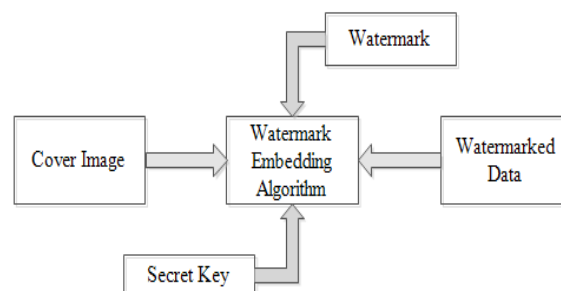 Watermark
Cover Image
Watermark
Embedding
Algorithm
Watermarked
Data
Secret Key